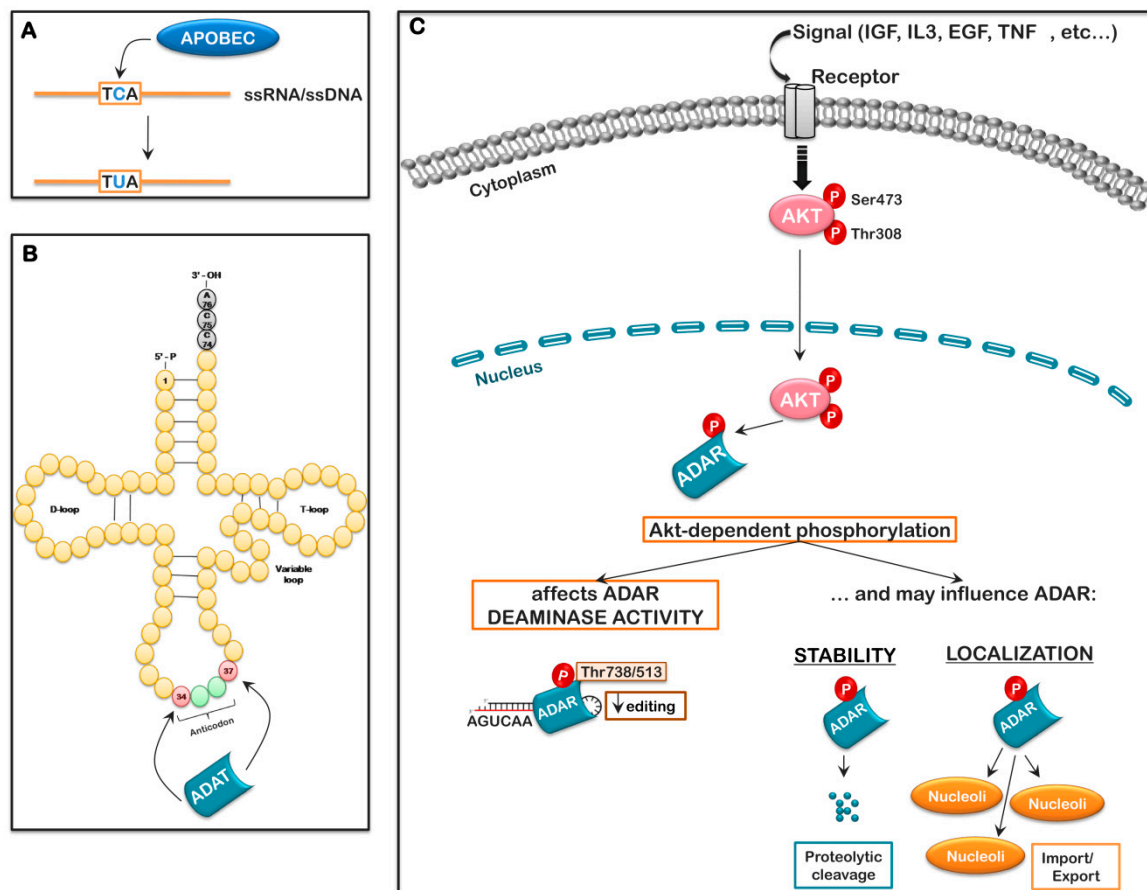 A
APOBEC
TCA
ssRNA/ssDNA
TUA
B
3'-OH
A
76
C
75
C
74
5'-P
1
D-loop
T-loop
Variable
loop
37
34
Anticodon
ADAT
C
Signal (IGF, IL3, EGF, TNF , etc...)
Receptor
Cytoplasm
P
Ser473
AKT
P
Thr308
Nucleus
P
AKT
P
P
ADAR
Akt-dependent phosphorylation
affects ADAR
DEAMINASE ACTIVITY
... and may influence ADAR:
P
Thr738/513
ADAR
editing
AGUCAA
STABILITY
P
ADAR
Proteolytic
cleavage
LOCALIZATION
P
ADAR
Nucleoli
Nucleoli
Nucleoli
Import/
Export